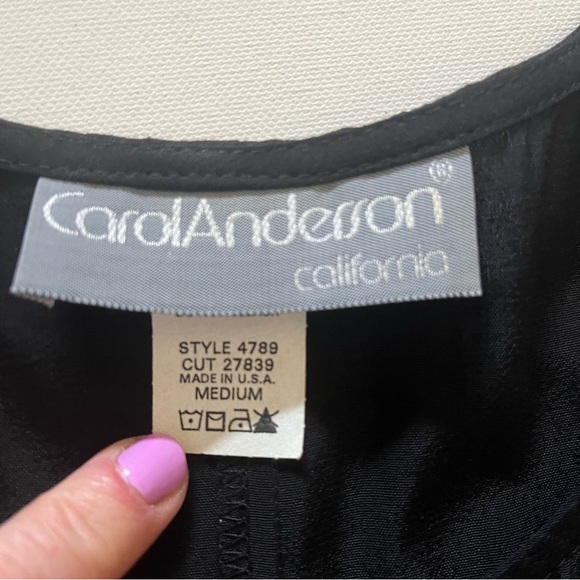 CarolAnderson®
california
STYLE 4789
CUT 27839
MADE IN U.S.A.
MEDIUM